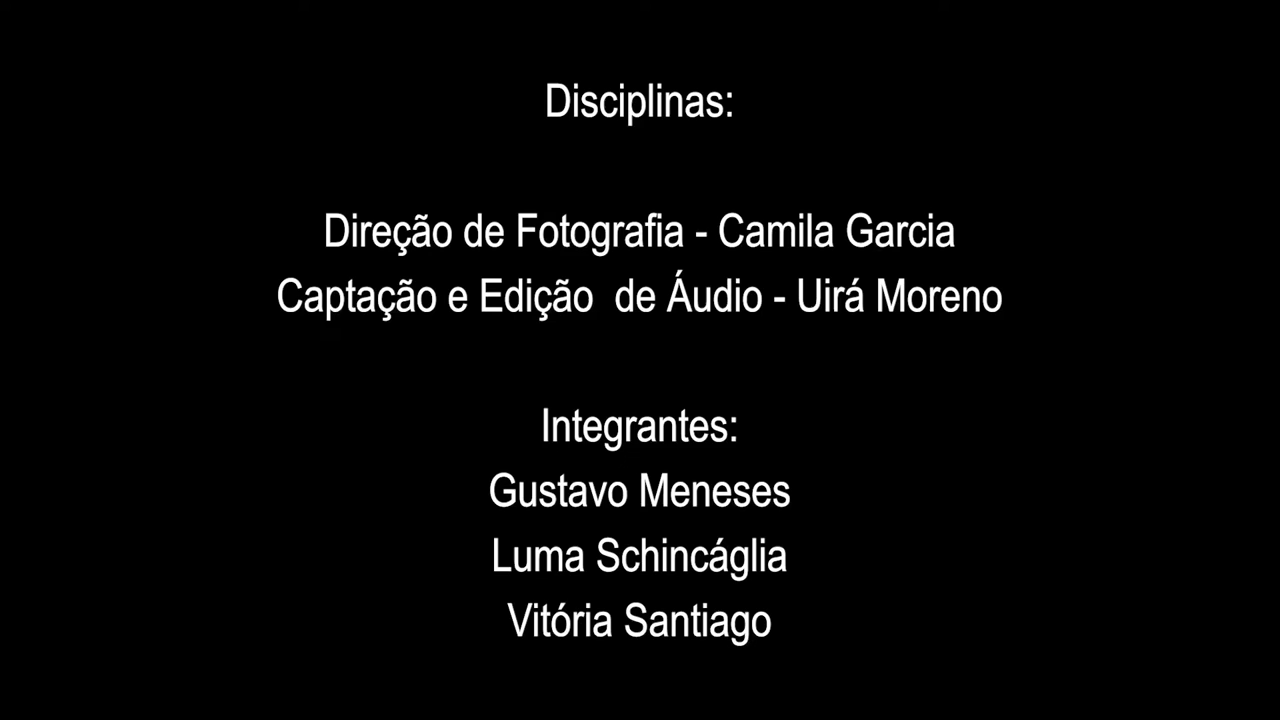 Disciplinas:
Direção de Fotografia - Camila Garcia
Captação e Edição  de Áudio - Uirá Moreno
Integrantes:
Gustavo Meneses
Luma Schincáglia
Vitória Santiago